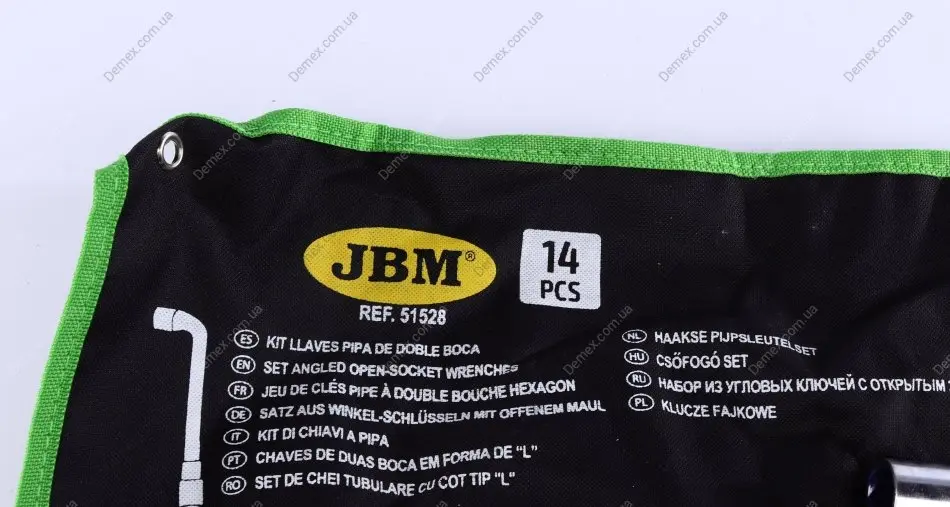 Demex.com.ua
Demex.com.ua
Demex.com.ua
Demex.com.ua
Demex.com.ua
JBM®
14
PCS
REF. 51528
ES KIT LLAVES PIPA DE DOBLE BOCA
EN SET ANGLED OPEN-SOCKET WRENCHES
FR JEU DE CLÉS PIPE À DOUBLE BOUCHE HEXAGON
DE SATZ AUS WINKEL-SCHLÜSSELN MIT OFFENEM MAUL
IT KIT DI CHIAVI A PIPA
PT CHAVES DE DUAS BOCA EM FORMA DE "L"
RO SET DE CHEI TUBULARE CU COT TIP "L"
NL HAAKSE PIJPSLEUTELSET
HU CSŐFOGÓ SET
RU НАБОР ИЗ УГЛОВЫХ КЛЮЧЕЙ С ОТКРЫТЫМ
PL KLUCZE FAJKOWE